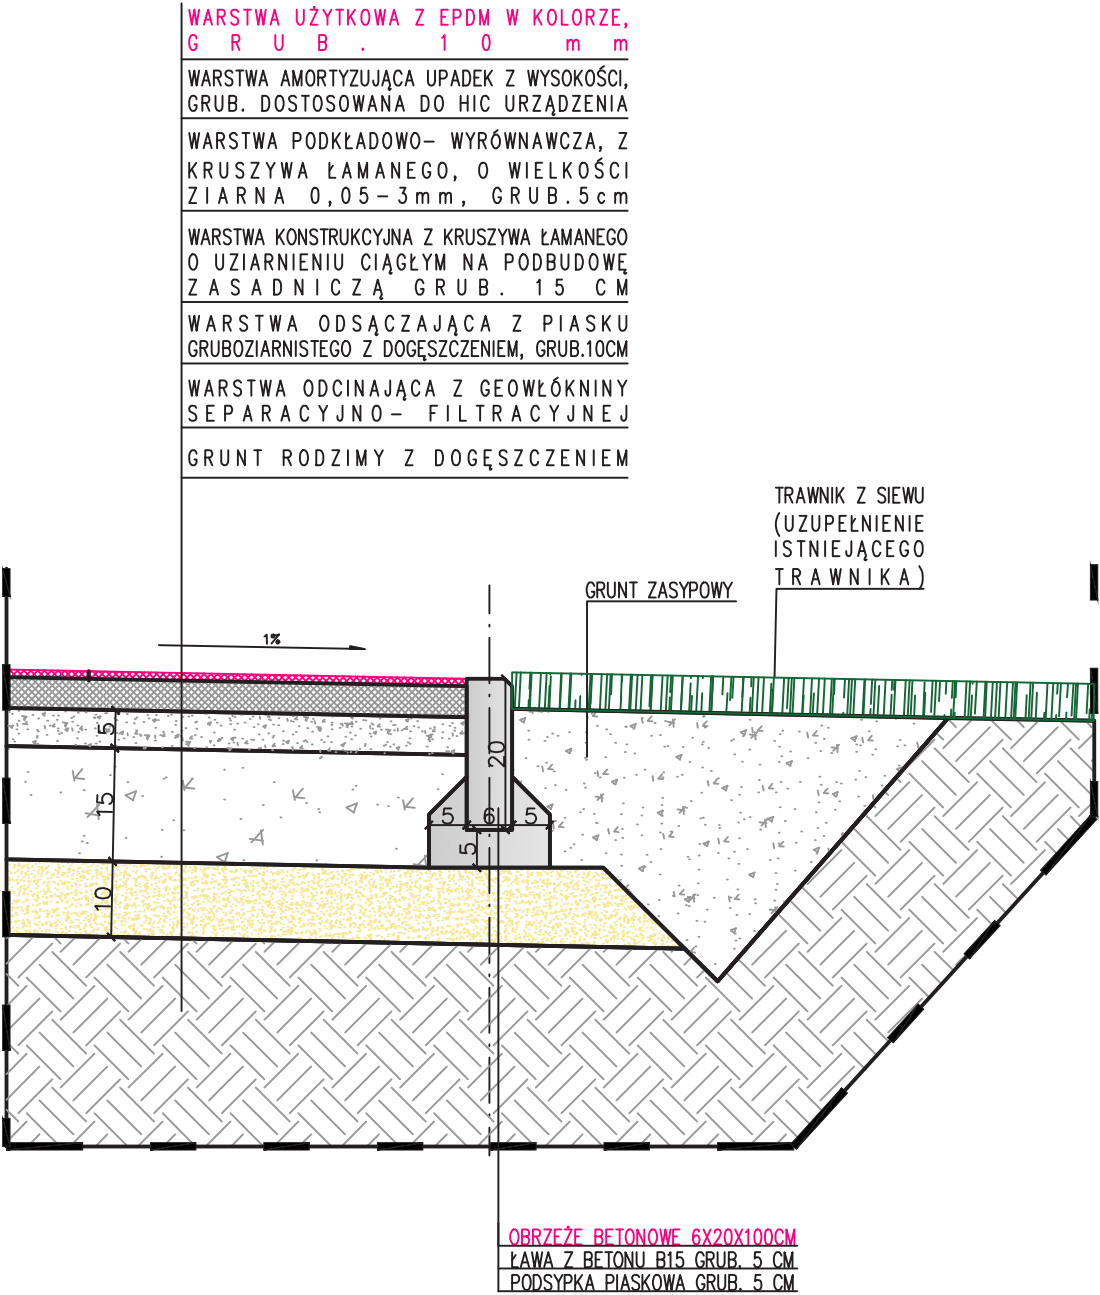 WARSTWA UŻYTKOWA Z EPDM W KOLORZE,
GRUB. 10 mm
WARSTWA AMORTYZUJĄCA UPADEK Z WYSOKOŚCI,
GRUB. DOSTOSOWANA DO HIC URZĄDZENIA
WARSTWA PODKŁADOWO- WYRÓWNAWCZA, Z
KRUSZYWA ŁAMANEGO, O WIELKOŚCI
ZIARNA 0,05-3mm, GRUB.5cm
WARSTWA KONSTRUKCYJNA Z KRUSZYWA ŁAMANEGO
O UZIARNIENIU CIĄGŁYM NA PODBUDOWĘ
ZASADNICZĄ GRUB. 15 CM
WARSTWA ODSĄCZAJĄCA Z PIASKU
GRUBOZIARNISTEGO Z DOGĘSZCZENIEM, GRUB.10CM
WARSTWA ODCINAJĄCA Z GEOWŁÓKNINY
SEPARACYJNO- FILTRACYJNEJ
GRUNT RODZIMY Z DOGĘSZCZENIEM
TRAWNIK Z SIEWU
(UZUPEŁNIENIE
ISTNIEJĄCEGO
TRAWNIKA)
GRUNT ZASYPOWY
1%
5
20
15
5 6 5
5
10
OBRZEŻE BETONOWE 6X20X100CM
ŁAWA Z BETONU B15 GRUB. 5 CM
PODSYPKA PIASKOWA GRUB. 5 CM